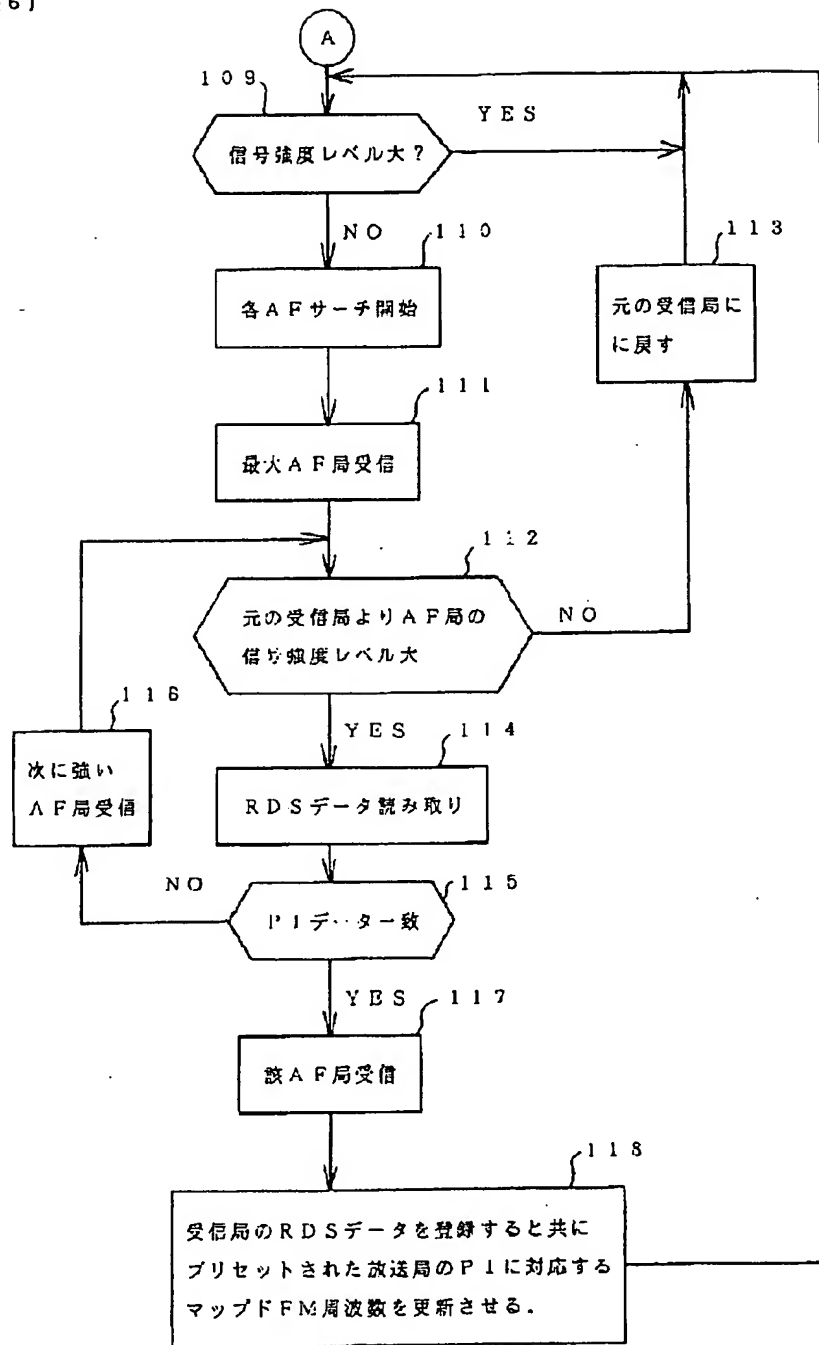 6]
A
109
YES
信号強度レベル大？
NO
110
113
各AFサーチ開始
元の受信局に
に戻す
111
最大AF局受信
112
元の受信局よりAF局の
信号強度レベル大
NO
116
YES
114
次に強い
AF局受信
RDSデータ読み取り
NO
115
PIデータ一致
YES
117
該AF局受信
118
受信局のRDSデータを登録すると共に
プリセットされた放送局のPIに対応する
マップドFM周波数を更新させる。